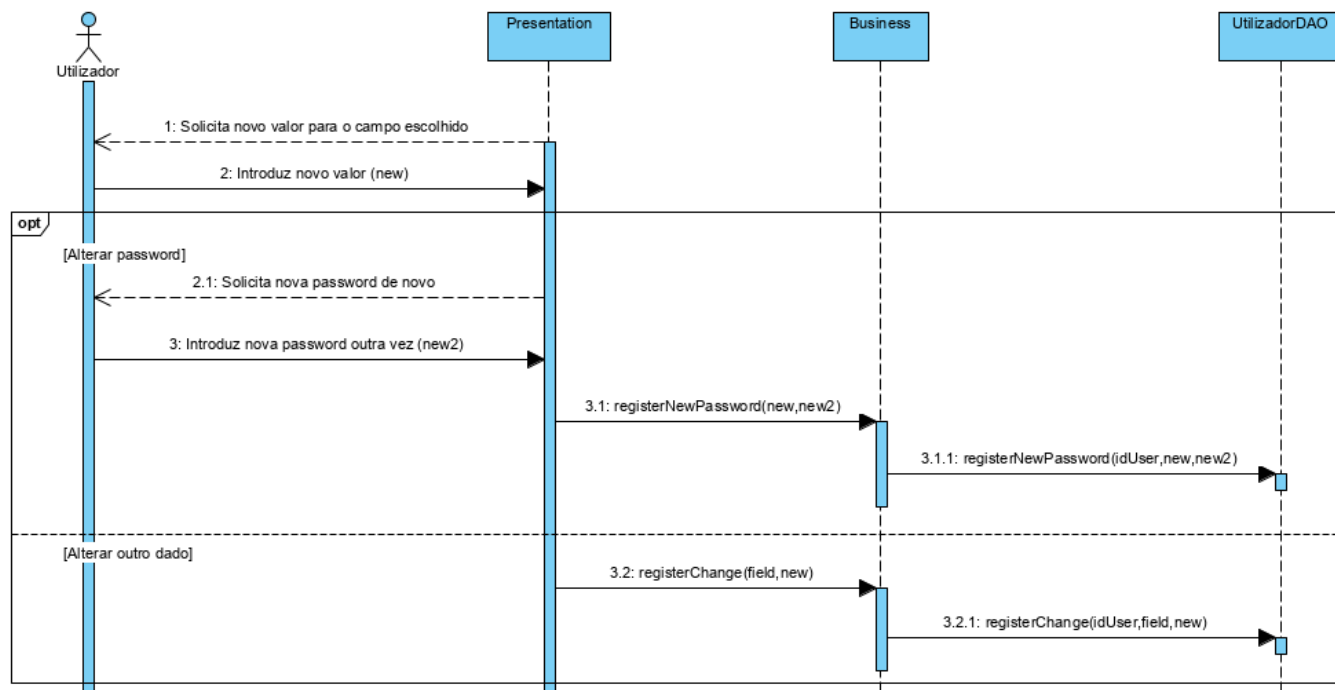 Presentation
Business
UtilizadorDAO
Utilizador
1: Solicita novo valor para o campo escolhido
2: Introduz novo valor (new)
opt
[Alterar password]
2.1: Solicita nova password de novo
3: Introduz nova password outra vez (new2)
3.1: registerNewPassword(new,new2)
3.1.1: registerNewPassword(idUser,new,new2)
[Alterar outro dado]
3.2: registerChange(field,new)
3.2.1: registerChange(idUser,field,new)